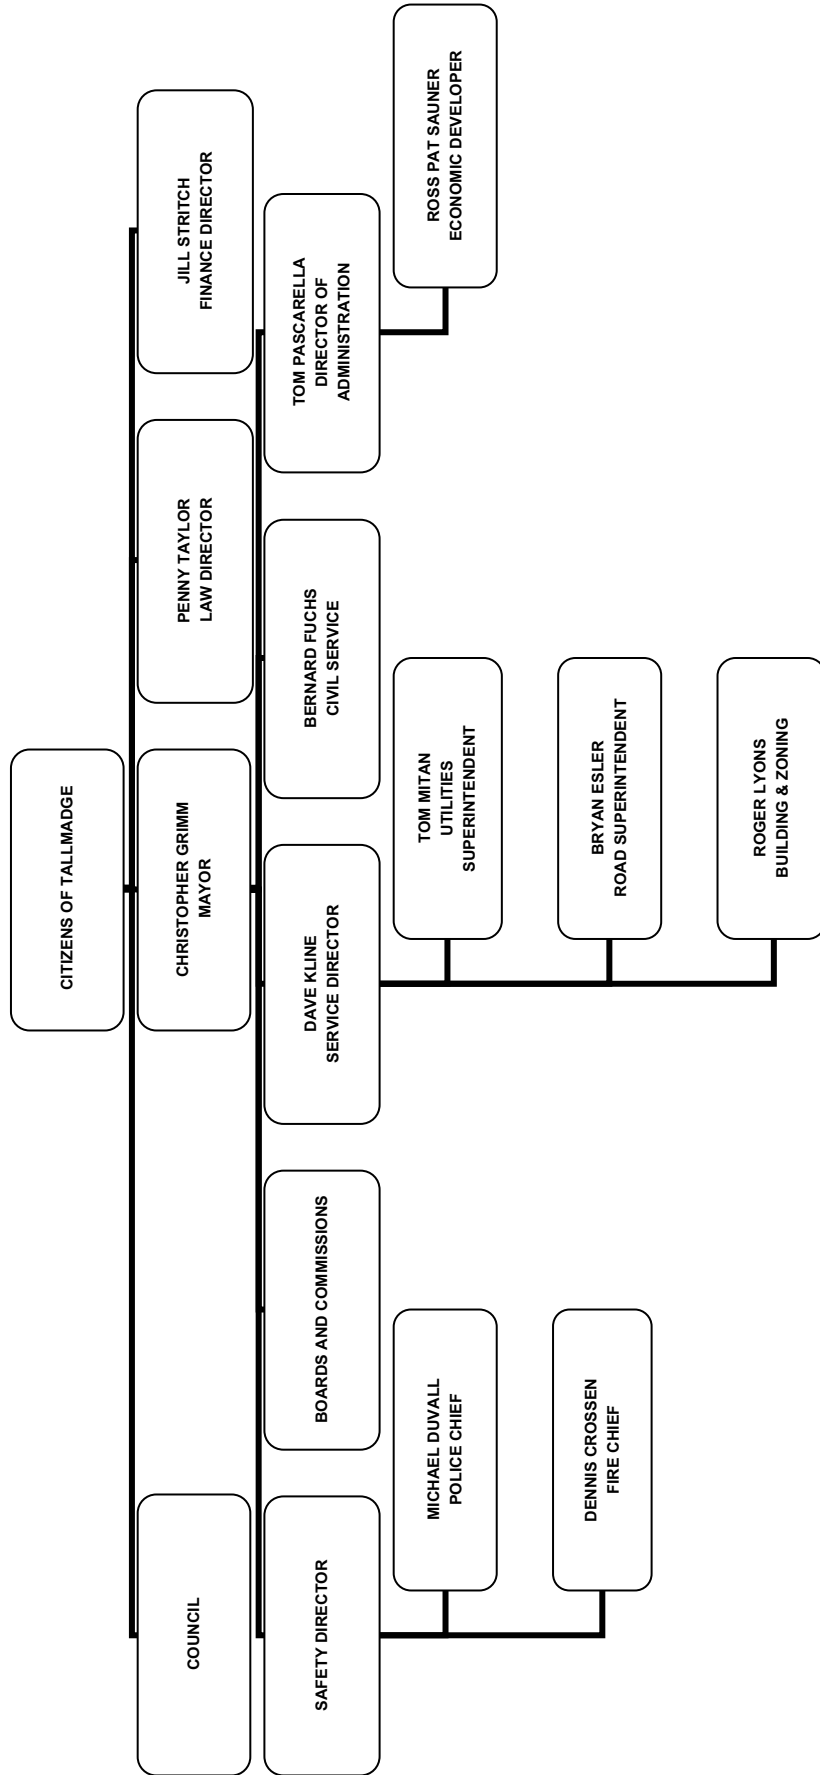 CITIZENS OF TALLMADGE
COUNCIL
CHRISTOPHER GRIMM
MAYOR
PENNY TAYLOR
LAW DIRECTOR
JILL STRITCH
FINANCE DIRECTOR
SAFETY DIRECTOR
BOARDS AND COMMISSIONS
DAVE KLINE
SERVICE DIRECTOR
BERNARD FUCHS
CIVIL SERVICE
TOM PASCARELLA
DIRECTOR OF
ADMINISTRATION
MICHAEL DUVALL
POLICE CHIEF
TOM MITAN
UTILITIES
SUPERINTENDENT
ROSS PAT SAUNER
ECONOMIC DEVELOPER
DENNIS CROSSEN
FIRE CHIEF
BRYAN ESLER
ROAD SUPERINTENDENT
ROGER LYONS
BUILDING & ZONING